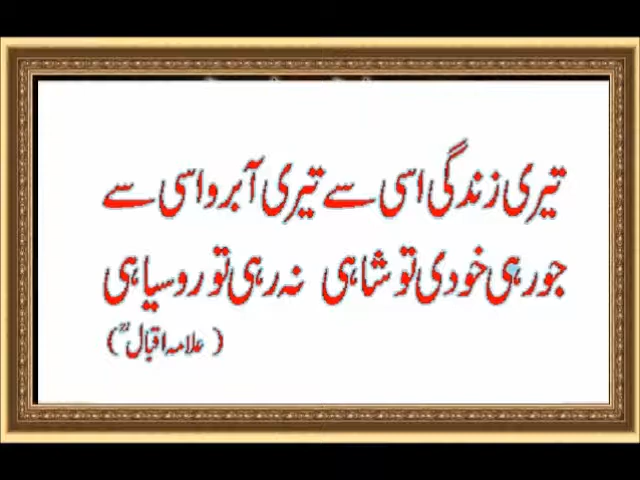 تیری زندگی اسی سے تیری آبرو اسی سے
جو رہی خودی تو شاہی نہ رہی تو روسیاہی
( علامہ اقبالؒ )